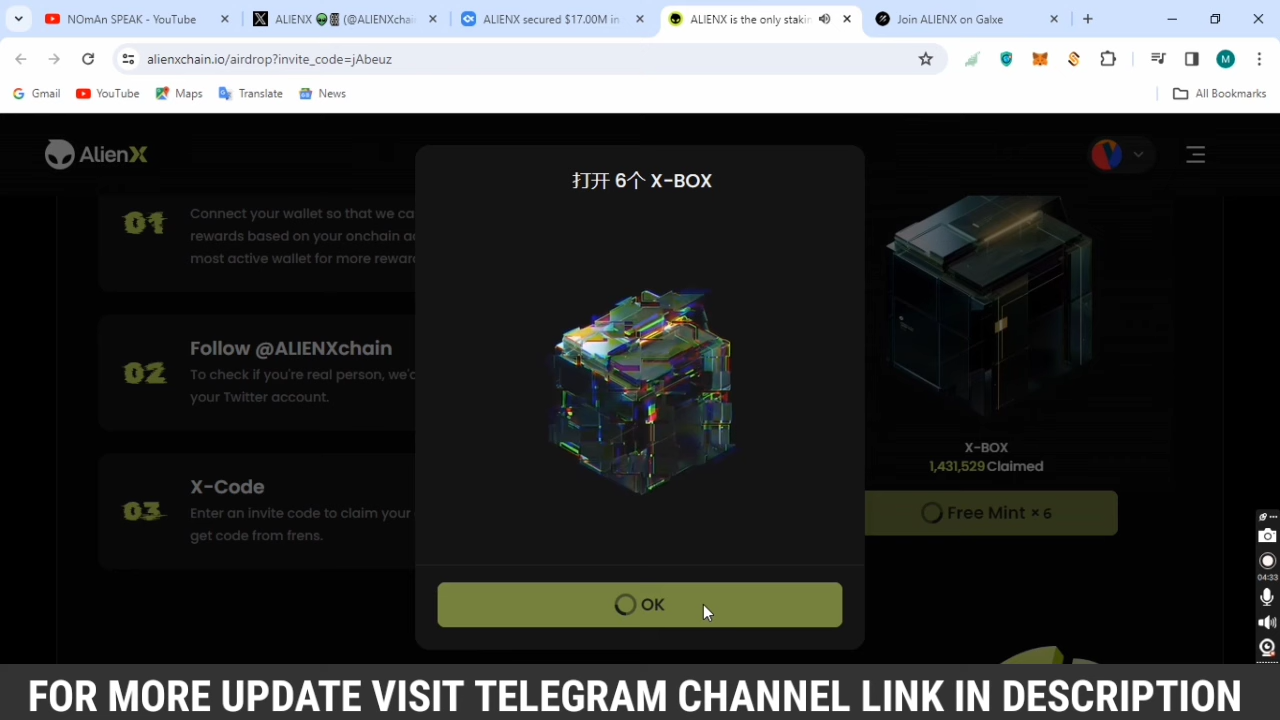 NOmAn SPEAK - YouTube
ALIENX 👽 (@ALIENXchai
ALIENX secured $17.00M in
ALIENX is the only stakin
Join ALIENX on Galxe
alienxchain.io/airdrop?invite_code=jAbeuz
M
Gmail
YouTube
Maps
Translate
News
All Bookmarks
AlienX
打开 6个 X-BOX
01
Connect your wallet so that we ca
rewards based on your onchain ac
most active wallet for more rewar
02
Follow @ALIENXchain
To check if you're real person, we'd
your Twitter account.
03
X-Code
Enter an invite code to claim your
get code from frens.
X-BOX
1,431,529 Claimed
Free Mint × 6
OK
04:33
FOR MORE UPDATE VISIT TELEGRAM CHANNEL LINK IN DESCRIPTION